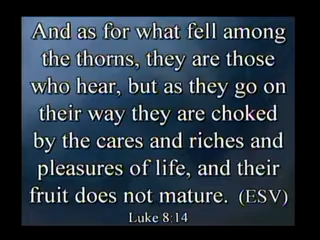 And as for what fell among
the thorns, they are those
who hear, but as they go on
their way they are choked
by the cares and riches and
pleasures of life, and their
fruit does not mature. (ESV)
Luke 8:14